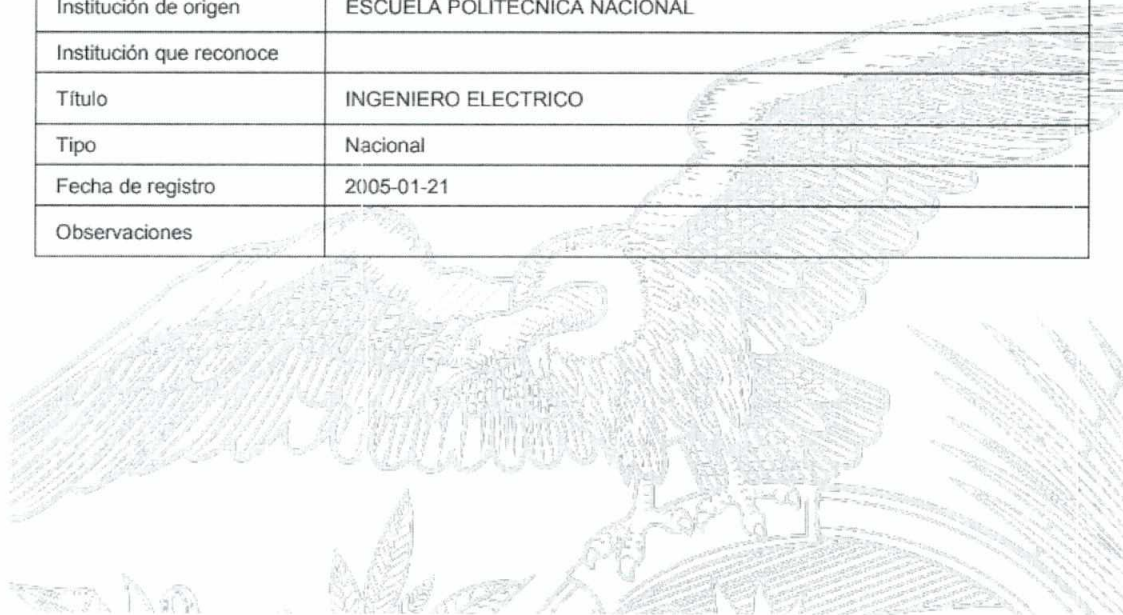 Institución de origen ESCUELA POLITECNICA NACIONAL
Institución que reconoce
Título INGENIERO ELECTRICO
Tipo Nacional
Fecha de registro 2005-01-21
Observaciones